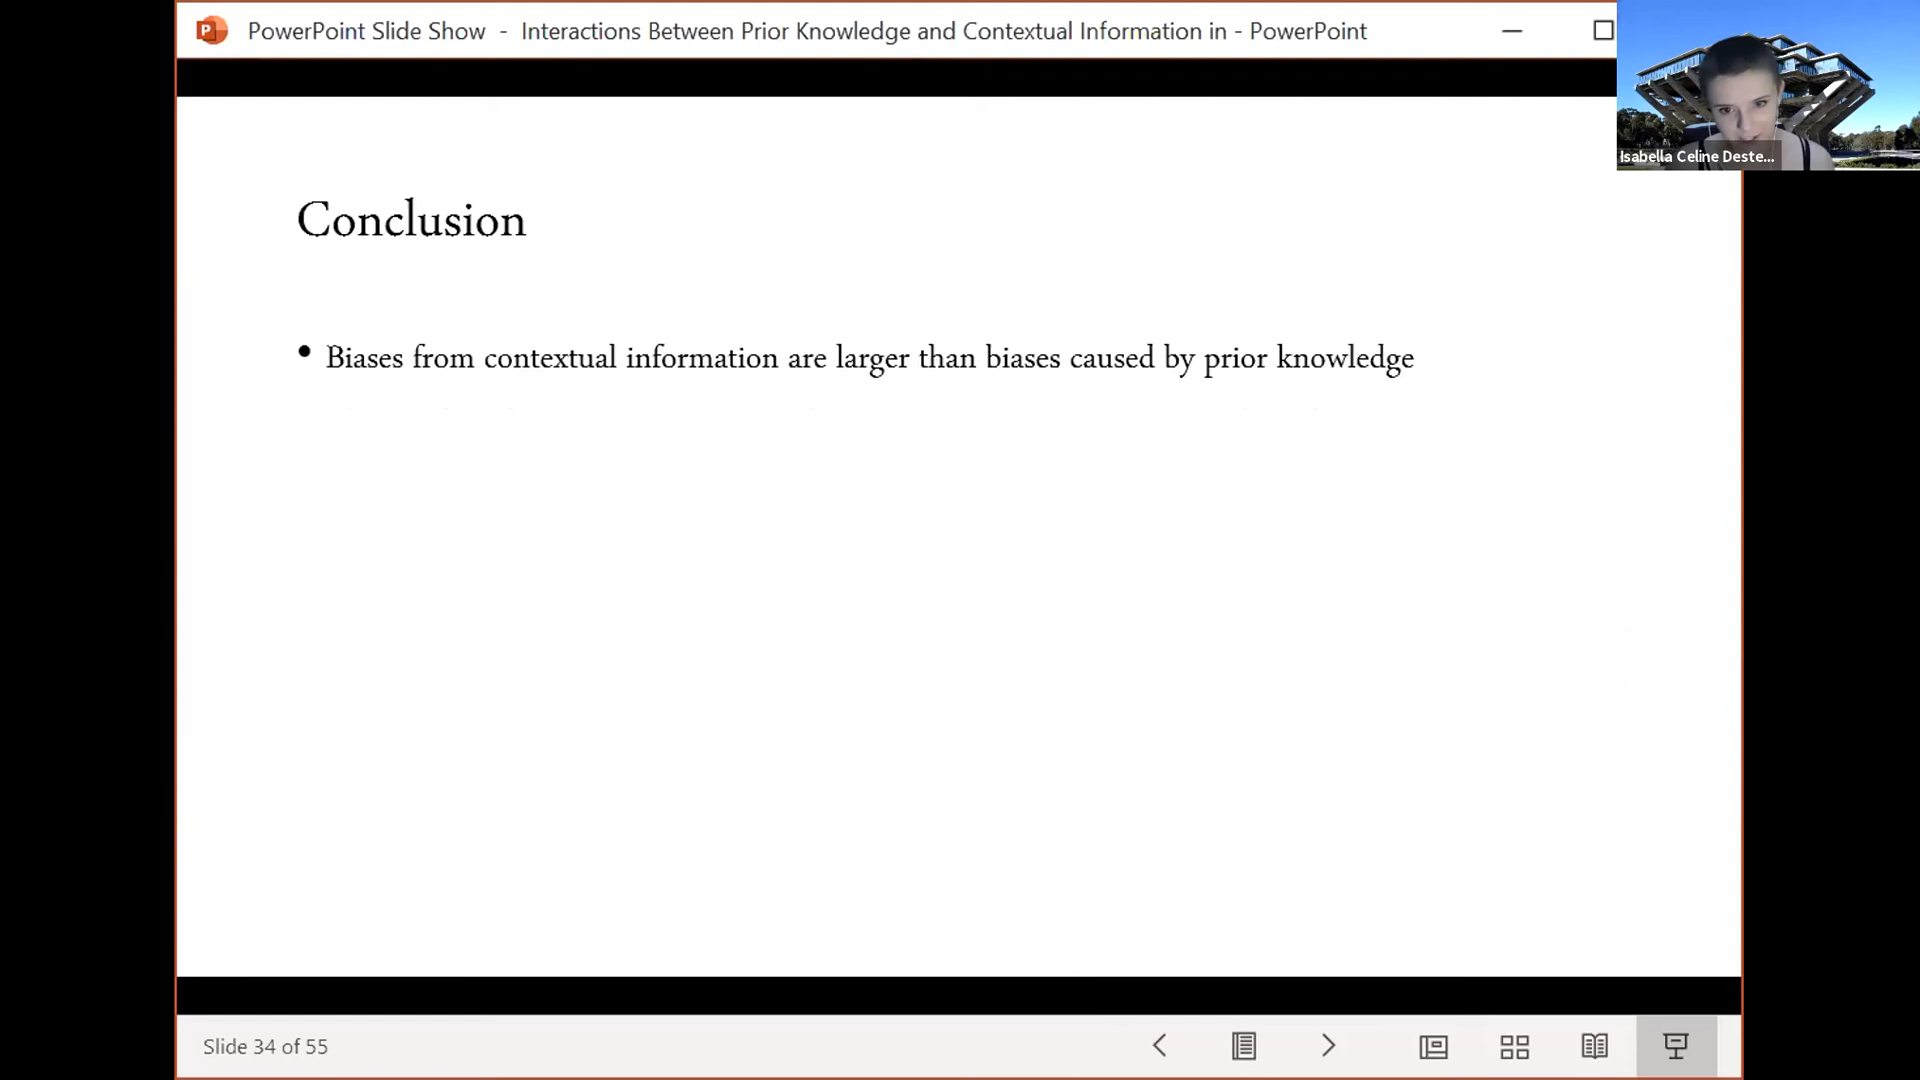 PowerPoint Slide Show - Interactions Between Prior Knowledge and Contextual Information in - PowerPoint
Isabella Celine Deste...
Conclusion
• Biases from contextual information are larger than biases caused by prior knowledge
Slide 34 of 55